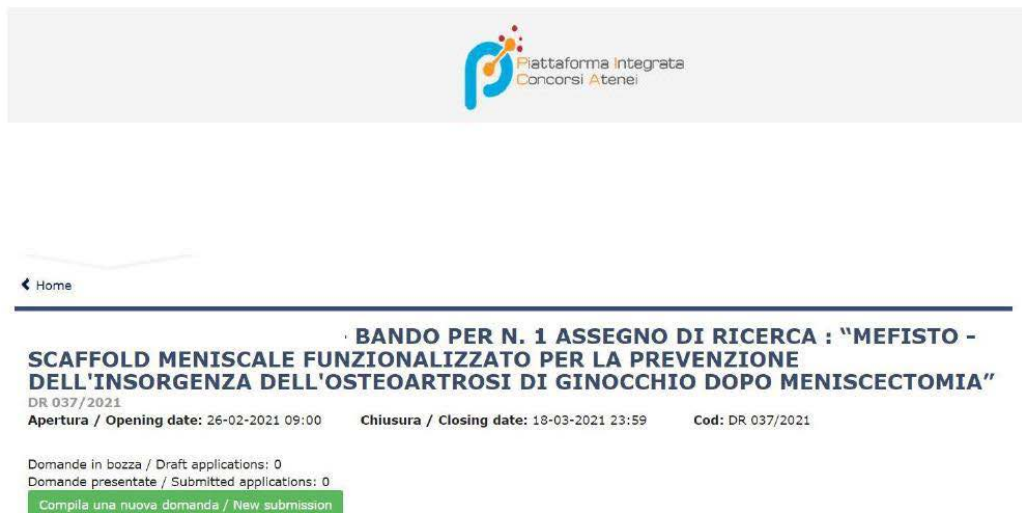 Piattaforma Integrata
Concorsi Atenei
Home
· BANDO PER N. 1 ASSEGNO DI RICERCA : “MEFISTO -
SCAFFOLD MENISCALE FUNZIONALIZZATO PER LA PREVENZIONE
DELL'INSORGENZA DELL'OSTEOARTROSI DI GINOCCHIO DOPO MENISCECTOMIA”
DR 037/2021
Apertura / Opening date: 26-02-2021 09:00 Chiusura / Closing date: 18-03-2021 23:59 Cod: DR 037/2021
Domande in bozza / Draft applications: 0
Domande presentate / Submitted applications: 0
Compila una nuova domanda / New submission